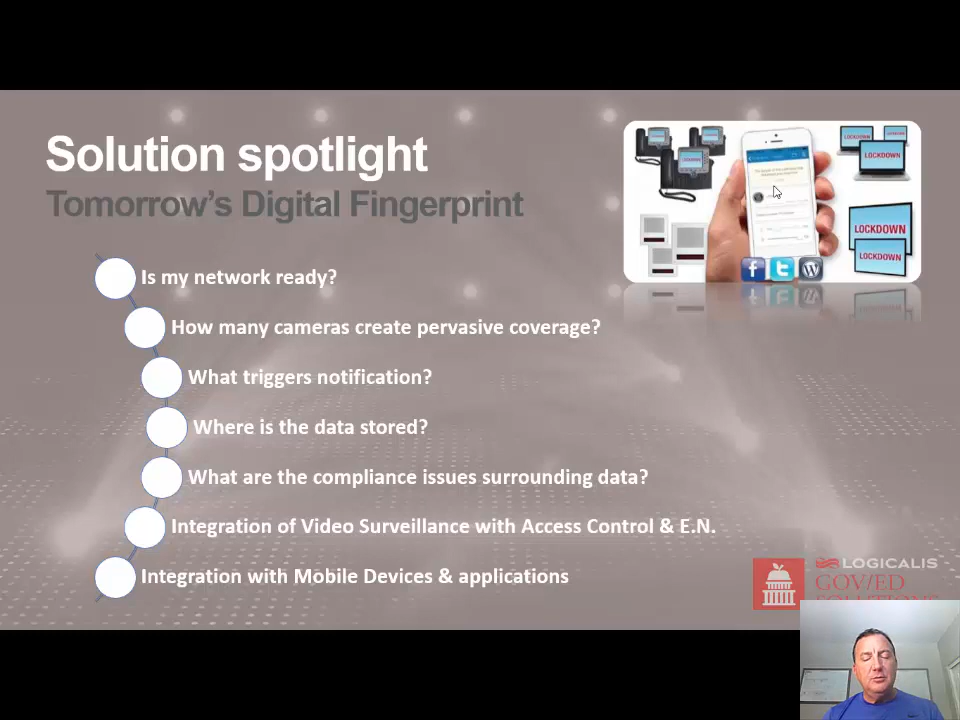 Solution spotlight
Tomorrow's Digital Fingerprint
LOCKDOWN
LOCKDOWN
LOCKDOWN
Is my network ready?
How many cameras create pervasive coverage?
What triggers notification?
Where is the data stored?
What are the compliance issues surrounding data?
Integration of Video Surveillance with Access Control & E.N.
Integration with Mobile Devices & applications
LOGICALIS
GOV/ED
SOLUTIONS